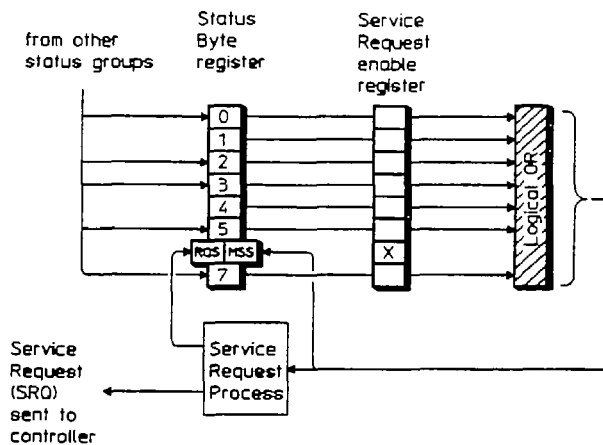 from other
status groups
Status
Byte
register
Service
Request
enable
register
0
1
2
3
4
5
RQS MSS
7
X
Logical OR
Service
Request
Process
Service
Request
(SRQ)
sent to
controller